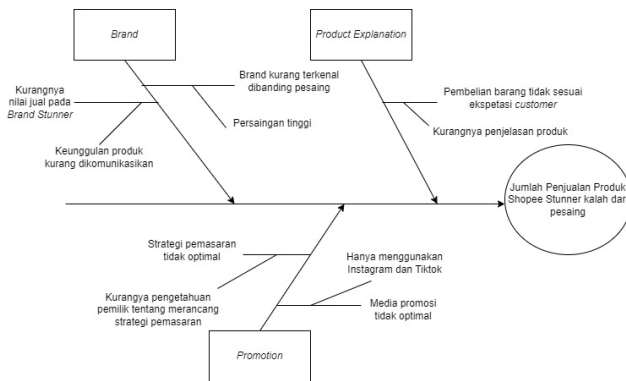 Brand
Product Explanation
Kurangnya
nilai jual pada
Brand Stunner
Brand kurang terkenal
dibanding pesaing
Persaingan tinggi
Keunggulan produk
kurang dikomunikasikan
Pembelian barang tidak sesuai
ekspetasi customer
Kurangnya penjelasan produk
Jumlah Penjualan Produk
Shopee Stunner kalah dari
pesaing
Strategi pemasaran
tidak optimal
Kurangya pengetahuan
pemilik tentang merancang
strategi pemasaran
Hanya menggunakan
Instagram dan Tiktok
Media promosi
tidak optimal
Promotion